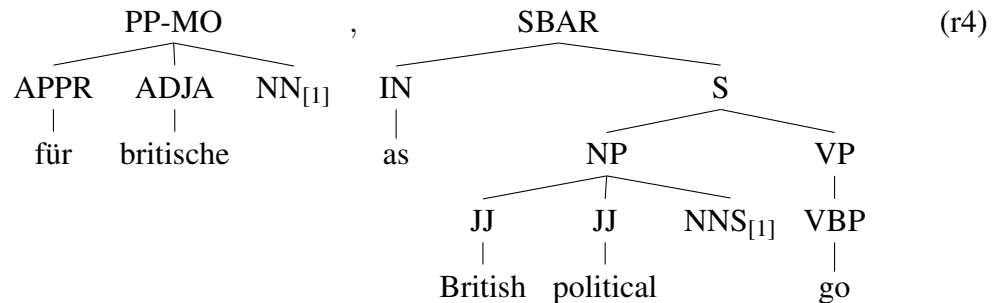 PP-MO , SBAR (r4)
APPR ADJA NN[1] IN S
für britische as NP VP
JJ JJ NNS[1] VBP
British political go